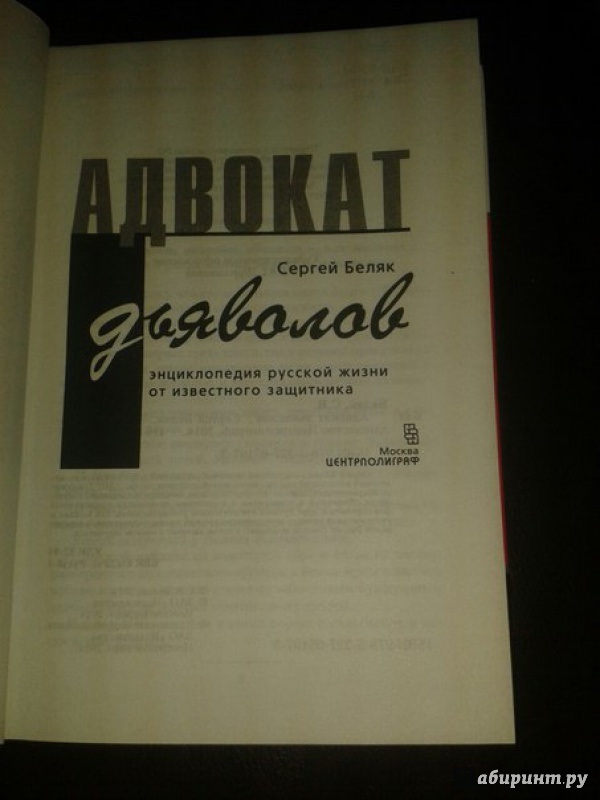 АДВОКАТ
Сергей Беляк
дьяволов
энциклопедия русской жизни
от известного защитника
Москва
ЦЕНТРПОЛИГРАФ
абиринт.ру